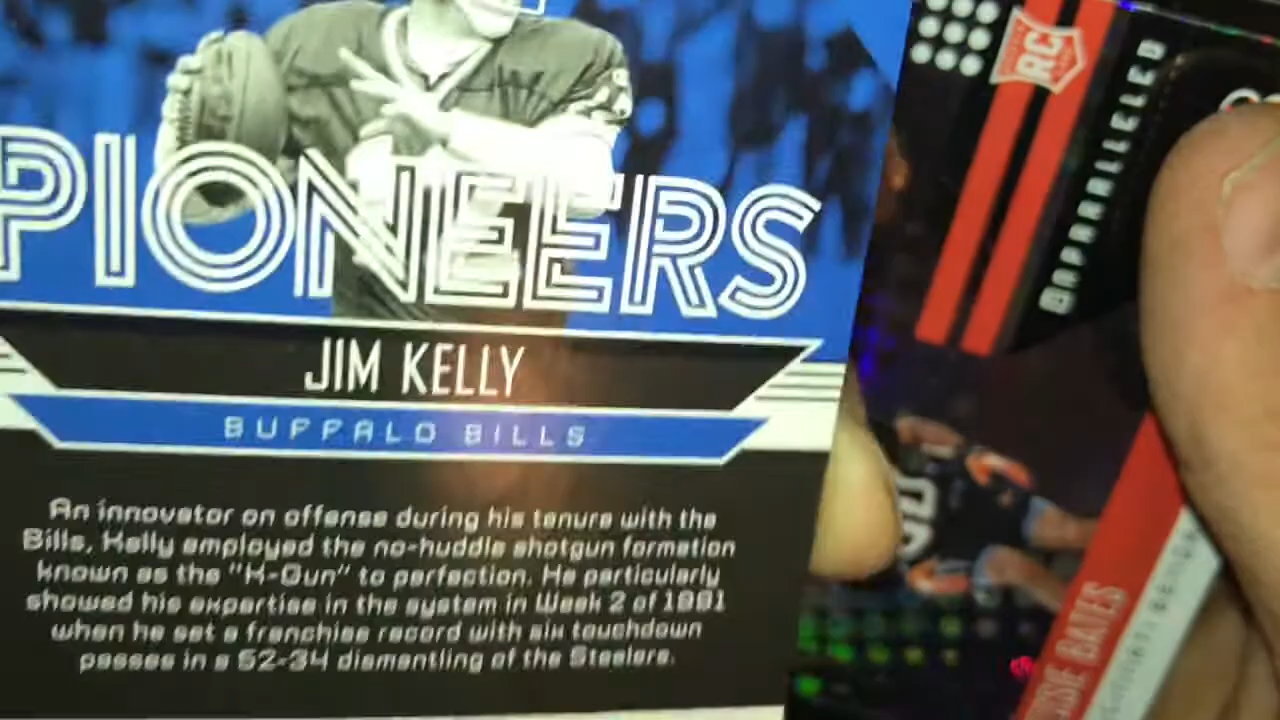 PIONEERS
JIM KELLY
BUFFALO BILLS
An innovator on offense during his tenure with the
Bills, Kelly employed the no-huddle shotgun formation
known as the "K-Gun" to perfection. He particularly
showed his expertise in the system in Week 2 of 1991
when he set a franchise record with six touchdown
passes in a 52-34 dismantling of the Steelers.
RC
UNPARALLELED
BATES